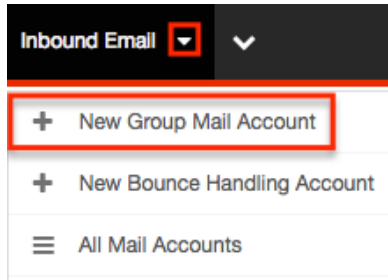 Inbound Email
New Group Mail Account
New Bounce Handling Account
All Mail Accounts